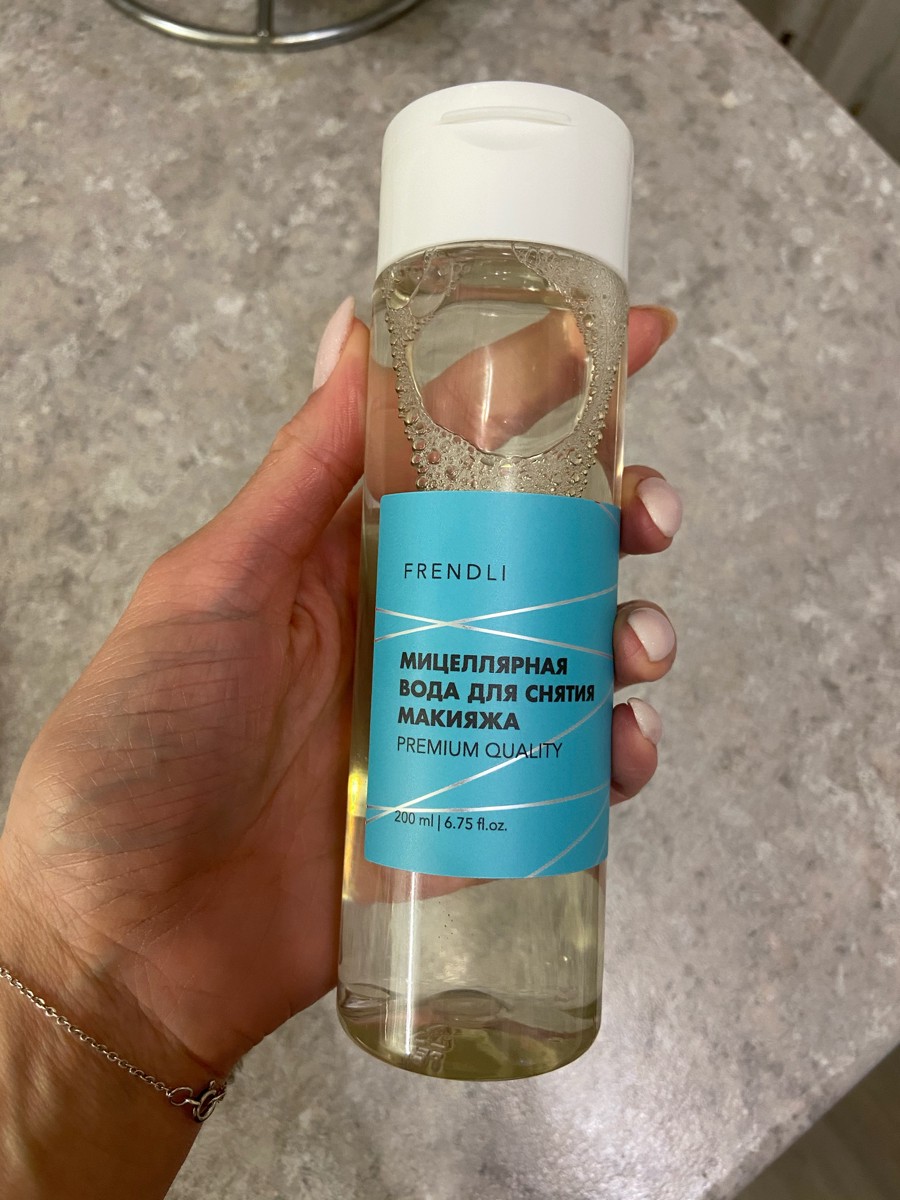 FRENDLI
МИЦЕЛЛЯРНАЯ
ВОДА ДЛЯ СНЯТИЯ
МАКИЯЖА
PREMIUM QUALITY
200 ml | 6.75 fl.oz.